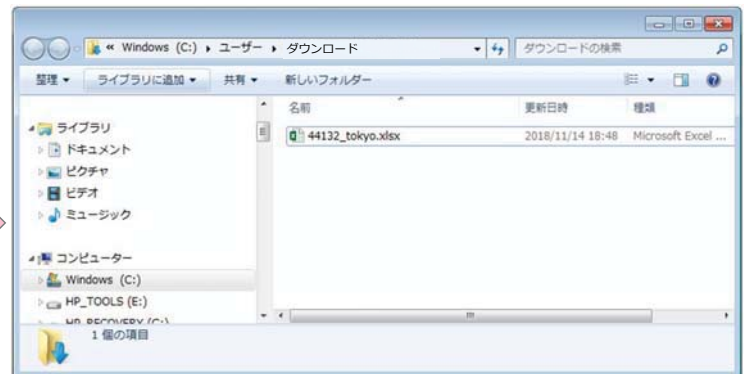 « Windows (C:) ▸ ユーザー ▸ ダウンロード
ダウンロードの検索
整理 ▼ ライブラリに追加 ▼ 共有 ▼ 新しいフォルダー
名前 更新日時 種類
44132_tokyo.xlsx 2018/11/14 18:48 Microsoft Excel ...
ライブラリ
ドキュメント
ピクチャ
ビデオ
ミュージック
コンピューター
Windows (C:)
HP_TOOLS (E:)
1 個の項目